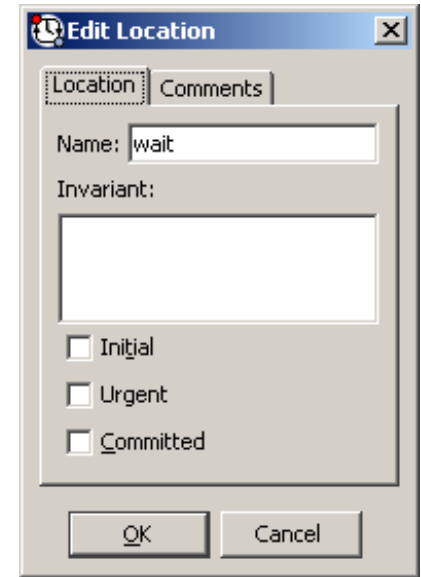 Edit Location
Location Comments
Name: wait
Invariant:
Initial
Urgent
Committed
OK Cancel